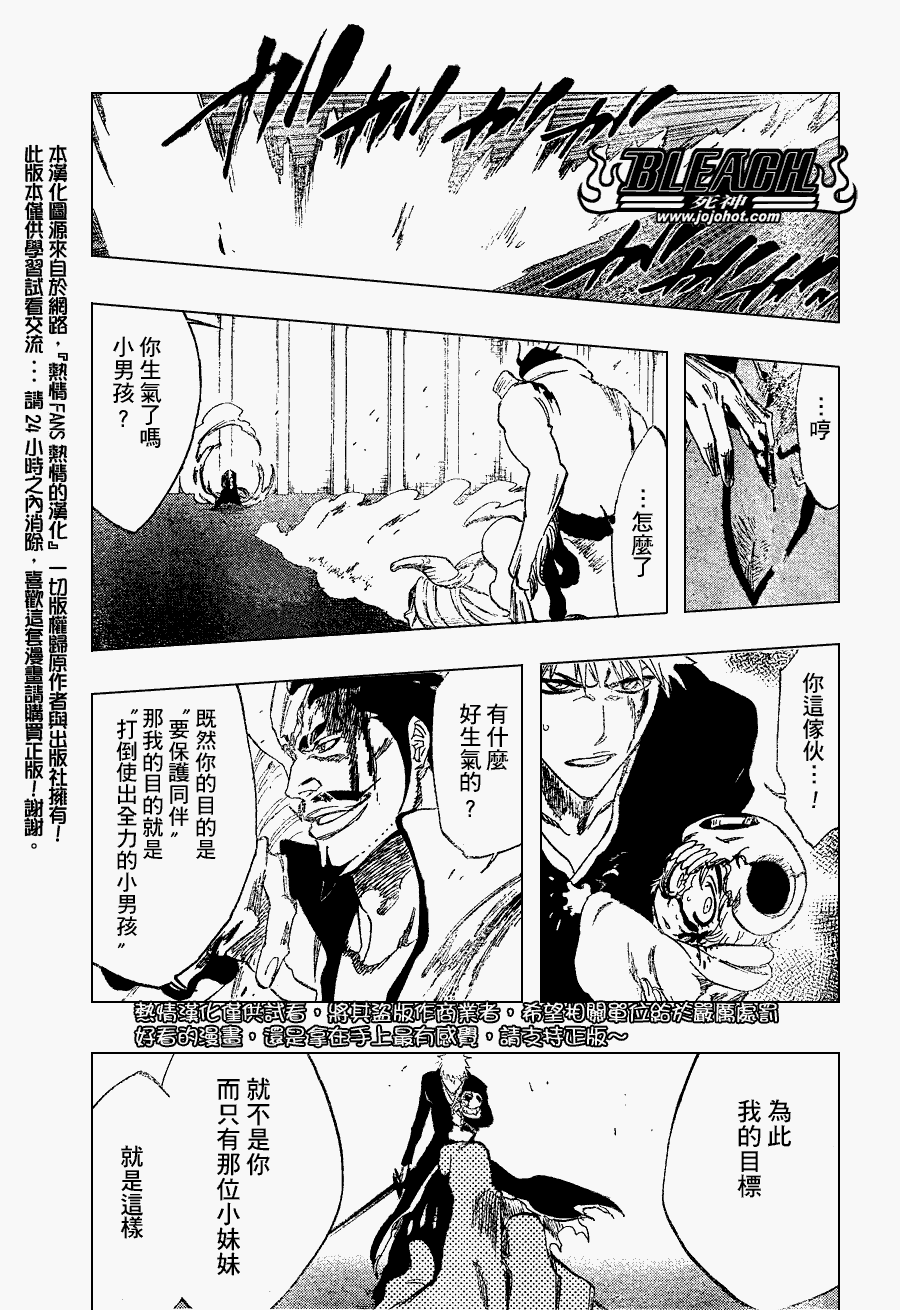 ガガガガ
BLEACH
死神
www.jojohot.com
ガガガ
本漢化圖源來自於網路，『熱情FANS熱情的漢化』一切版權歸原作者與出版社擁有！
此版本僅供學習試看交流…請24小時之內消除，喜歡這套漫畫請購買正版！謝謝。
…哼
…怎麼了
你生氣了嗎
小男孩？
你這傢伙…！
有什麼
好生氣的？
既然你的目的是
〝要保護同伴〞
那我的目的就是
〝打倒使出全力的小男孩〞
熱情漢化僅供試看，將其盜版作商業者，希望相關單位給於嚴厲處罰
好看的漫畫，還是拿在手上最有感覺，請支持正版～
為此
我的目標
就不是你
而只有那位小妹妹
就是這樣